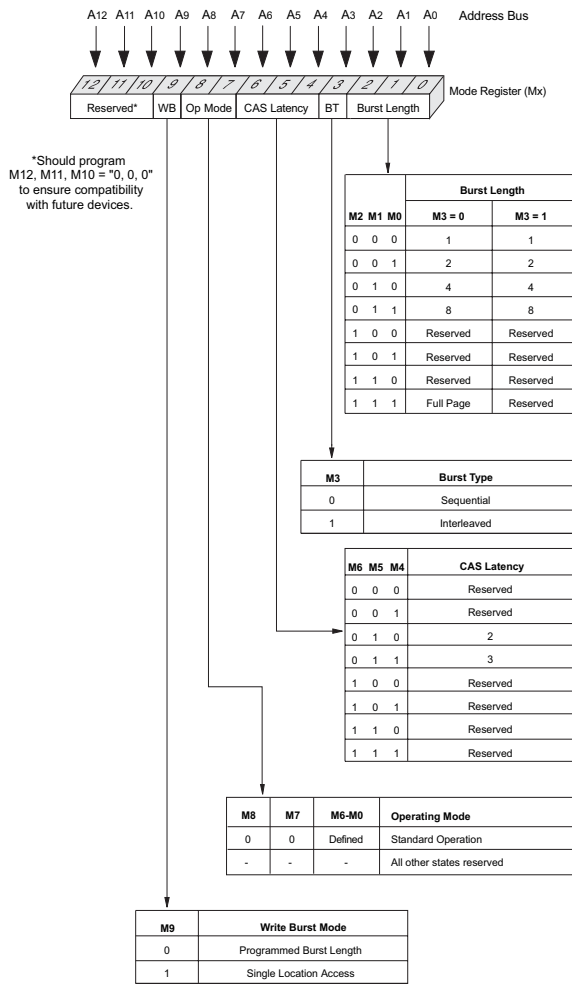 A12 A11 A10 A9 A8 A7 A6 A5 A4 A3 A2 A1 A0 Address Bus
12 11 10 9 8 7 6 5 4 3 2 1 0 Mode Register (Mx)
Reserved* WB Op Mode CAS Latency BT Burst Length
*Should program
M12, M11, M10 = "0, 0, 0"
to ensure compatibility
with future devices.
Burst Length
M2 M1 M0 M3 = 0 M3 = 1
0 0 0 1 1
0 0 1 2 2
0 1 0 4 4
0 1 1 8 8
1 0 0 Reserved Reserved
1 0 1 Reserved Reserved
1 1 0 Reserved Reserved
1 1 1 Full Page Reserved
M3 Burst Type
0 Sequential
1 Interleaved
M6 M5 M4 CAS Latency
0 0 0 Reserved
0 0 1 Reserved
0 1 0 2
0 1 1 3
1 0 0 Reserved
1 0 1 Reserved
1 1 0 Reserved
1 1 1 Reserved
M8 M7 M6-M0 Operating Mode
0 0 Defined Standard Operation
- - - All other states reserved
M9 Write Burst Mode
0 Programmed Burst Length
1 Single Location Access